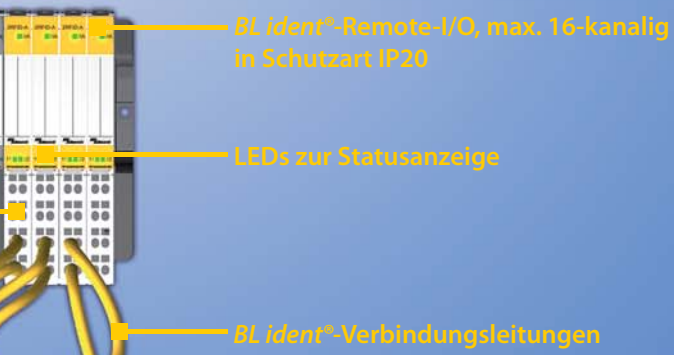 BL ident®-Remote-I/O, max. 16-kanalig
in Schutzart IP20
LEDs zur Statusanzeige
BL ident®-Verbindungsleitungen